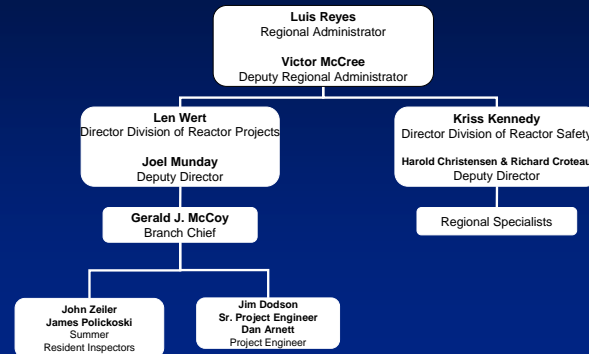 Luis Reyes
Regional Administrator
Victor McCree
Deputy Regional Administrator
Len Wert
Director Division of Reactor Projects
Joel Munday
Deputy Director
Kriss Kennedy
Director Division of Reactor Safety
Harold Christensen & Richard Croteau
Deputy Director
Gerald J. McCoy
Branch Chief
Regional Specialists
John Zeiler
James Polickoski
Summer
Resident Inspectors
Jim Dodson
Sr. Project Engineer
Dan Arnett
Project Engineer